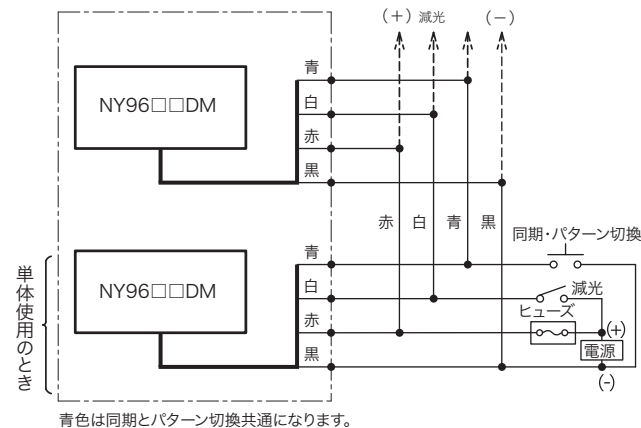 (+) 減光 (-)
NY96□□DM
青
白
赤
黒
赤 白 青 黒
単体使用のとき
NY96□□DM
青
白
赤
黒
同期・パターン切換
減光
ヒューズ
(+)
電源
(-)
青色は同期とパターン切換共通になります。